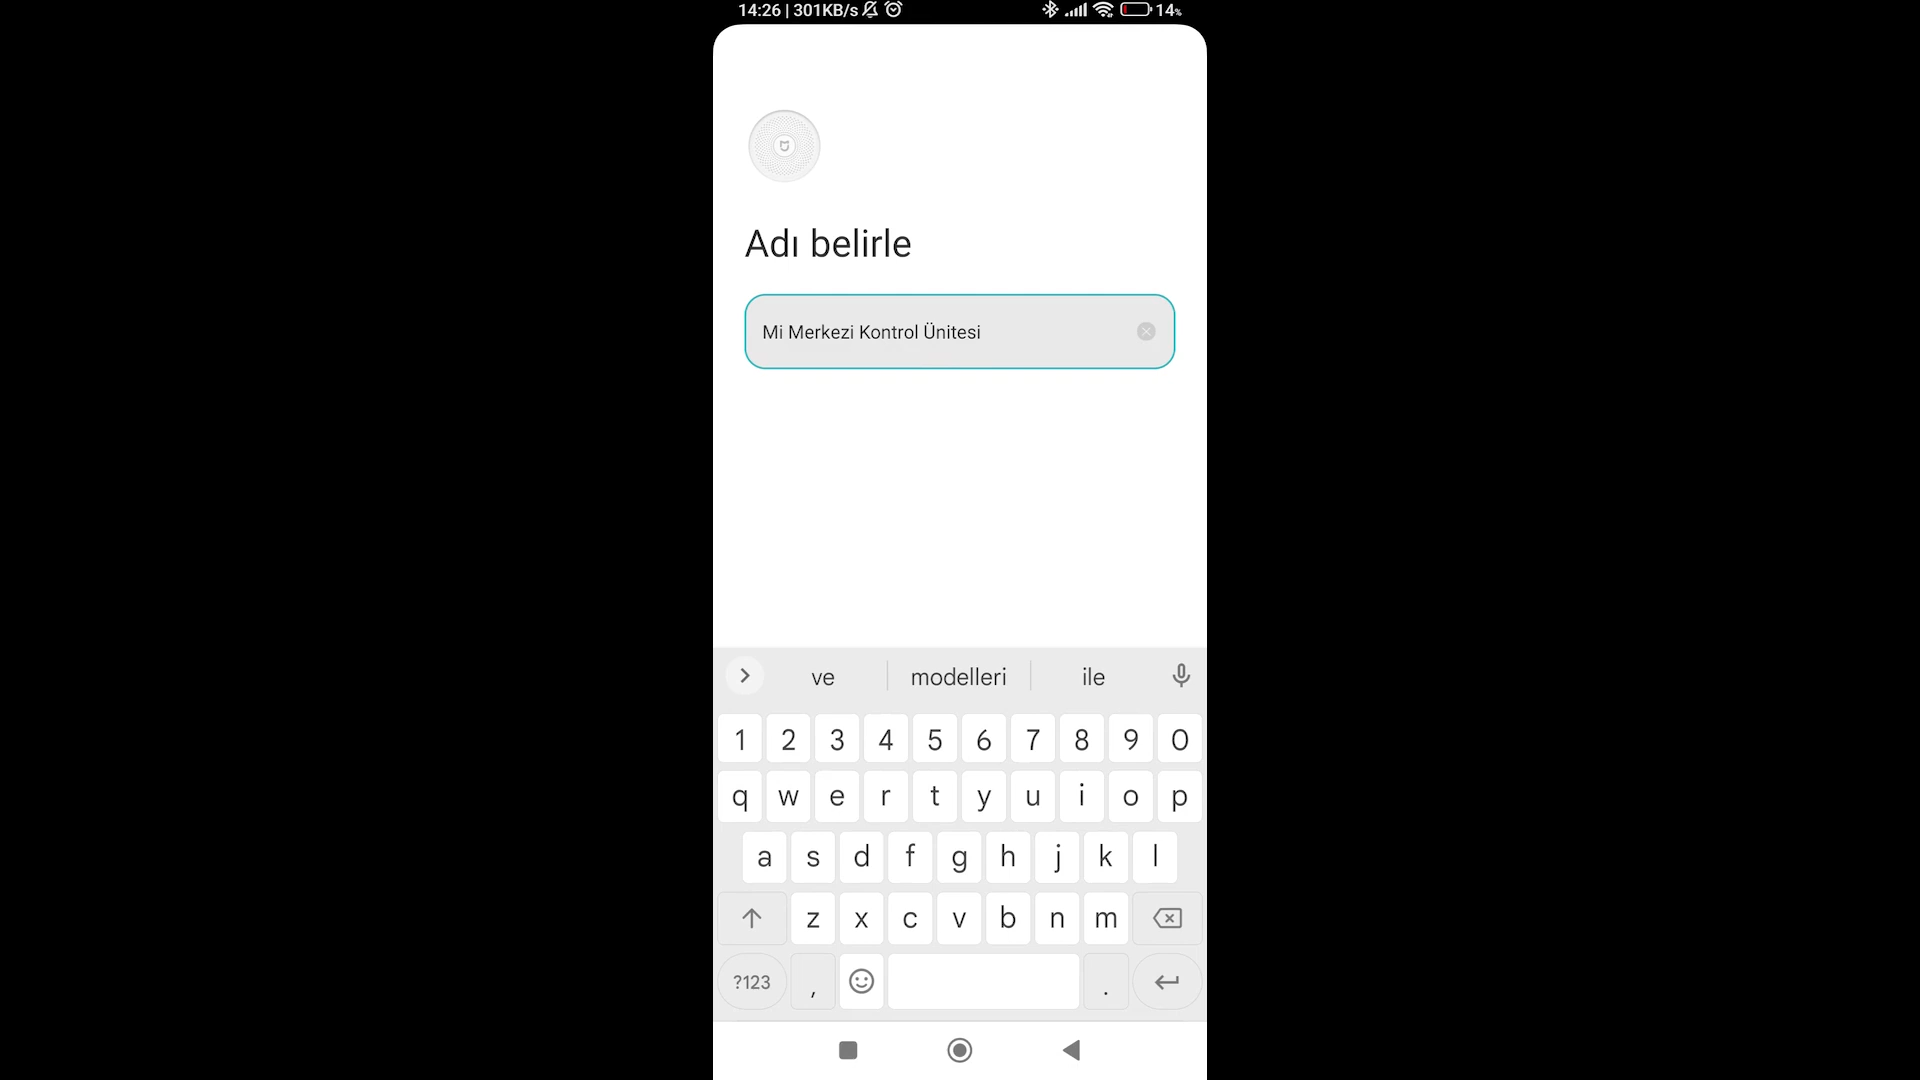 14:26 | 301KB/s 14%
Adı belirle
Mi Merkezi Kontrol Ünitesi
ve modelleri ile
1 2 3 4 5 6 7 8 9 0
q w e r t y u i o p
a s d f g h j k l
z x c v b n m
?123 , .